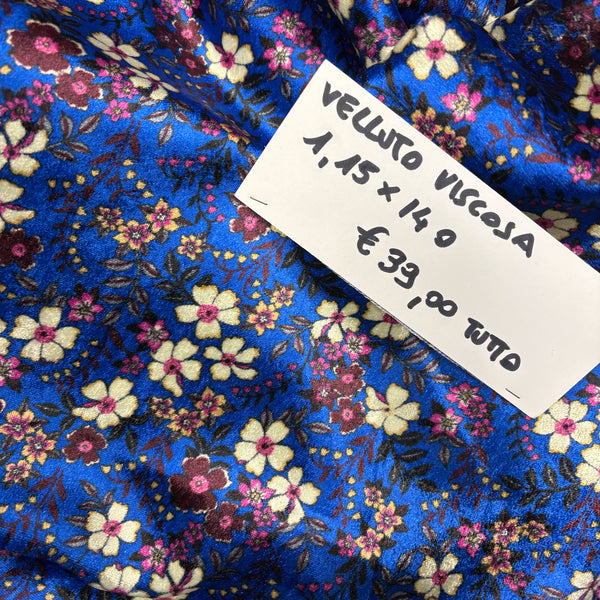 VELLUTO VISCOSA
1,15 x 140
€ 39,00 TUTTO